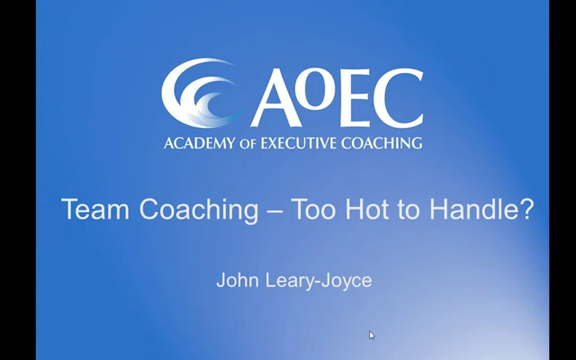 AoEC
ACADEMY OF EXECUTIVE COACHING
Team Coaching – Too Hot to Handle?
John Leary-Joyce